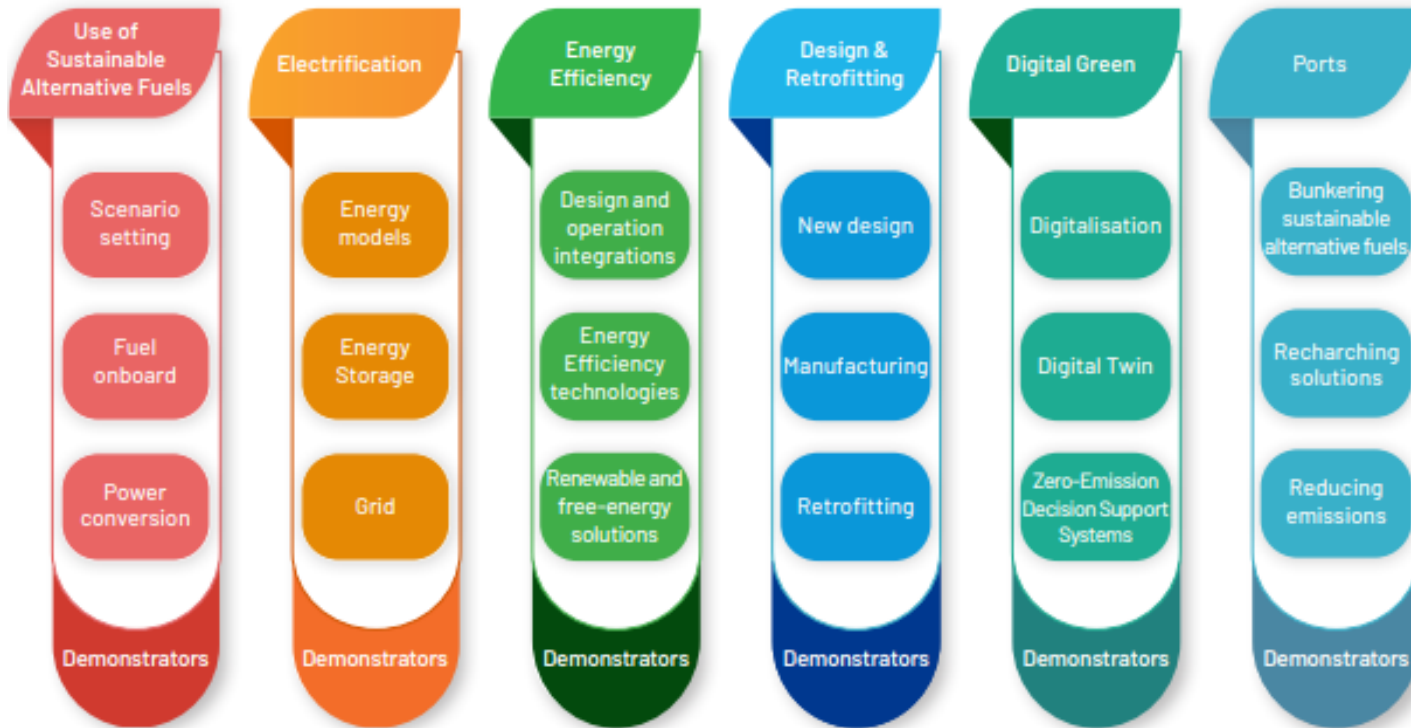 Use of
Sustainable
Alternative Fuels
Scenario
setting
Fuel
onboard
Power
conversion
Demonstrators
Electrification
Energy
models
Energy
Storage
Grid
Demonstrators
Energy
Efficiency
Design and
operation
integrations
Energy
Efficiency
technologies
Renewable and
free-energy
solutions
Demonstrators
Design &
Retrofitting
New design
Manufacturing
Retrofitting
Demonstrators
Digital Green
Digitalisation
Digital Twin
Zero-Emission
Decision Support
Systems
Demonstrators
Ports
Bunkering
sustainable
alternative fuels
Recharching
solutions
Reducing
emissions
Demonstrators